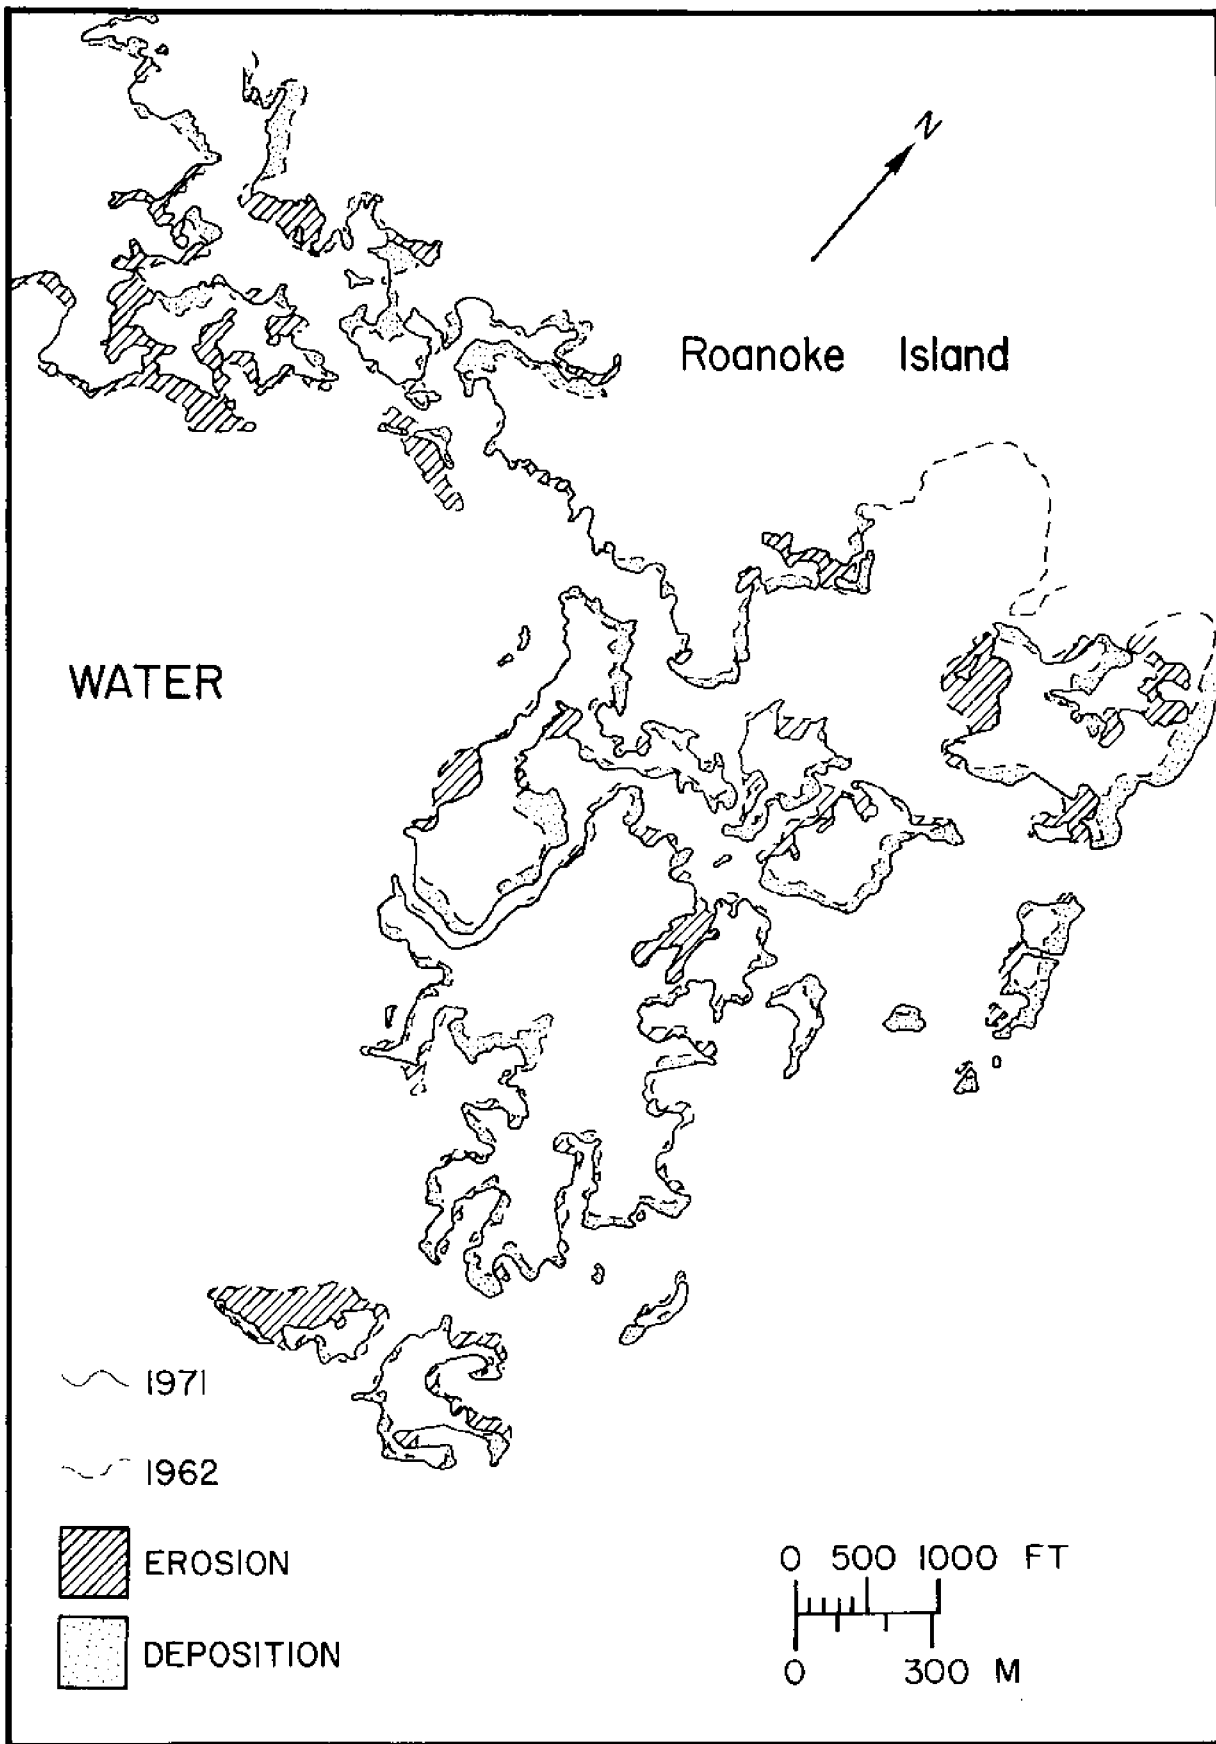 N
Roanoke Island
WATER
1971
1962
EROSION
DEPOSITION
0 500 1000 FT
0 300 M